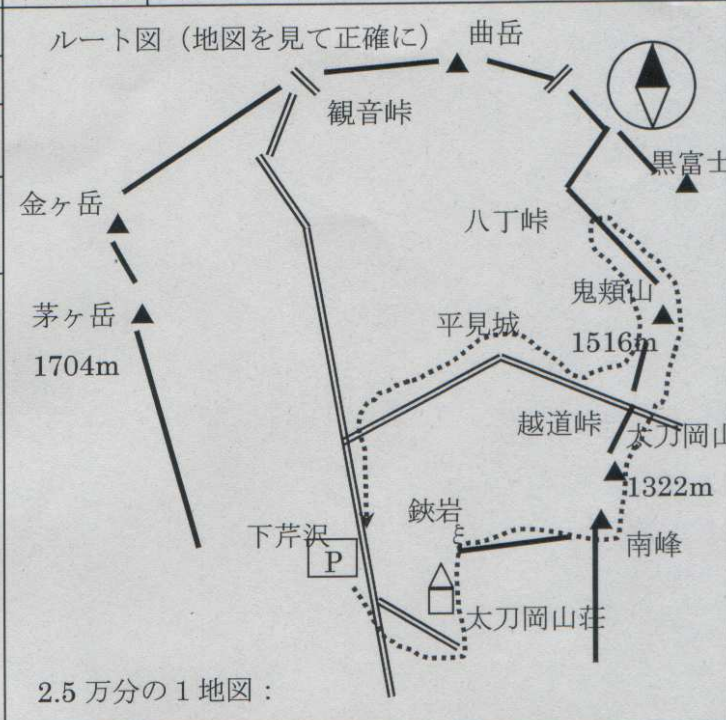 ルート図（地図を見て正確に）
曲岳
観音峠
黒富士
金ヶ岳
八丁峠
鬼頬山
1516m
茅ヶ岳
1704m
平見城
越道峠
太刀岡山
1322m
鋏岩
南峰
下芹沢
P
太刀岡山荘
2.5 万分の 1 地図：